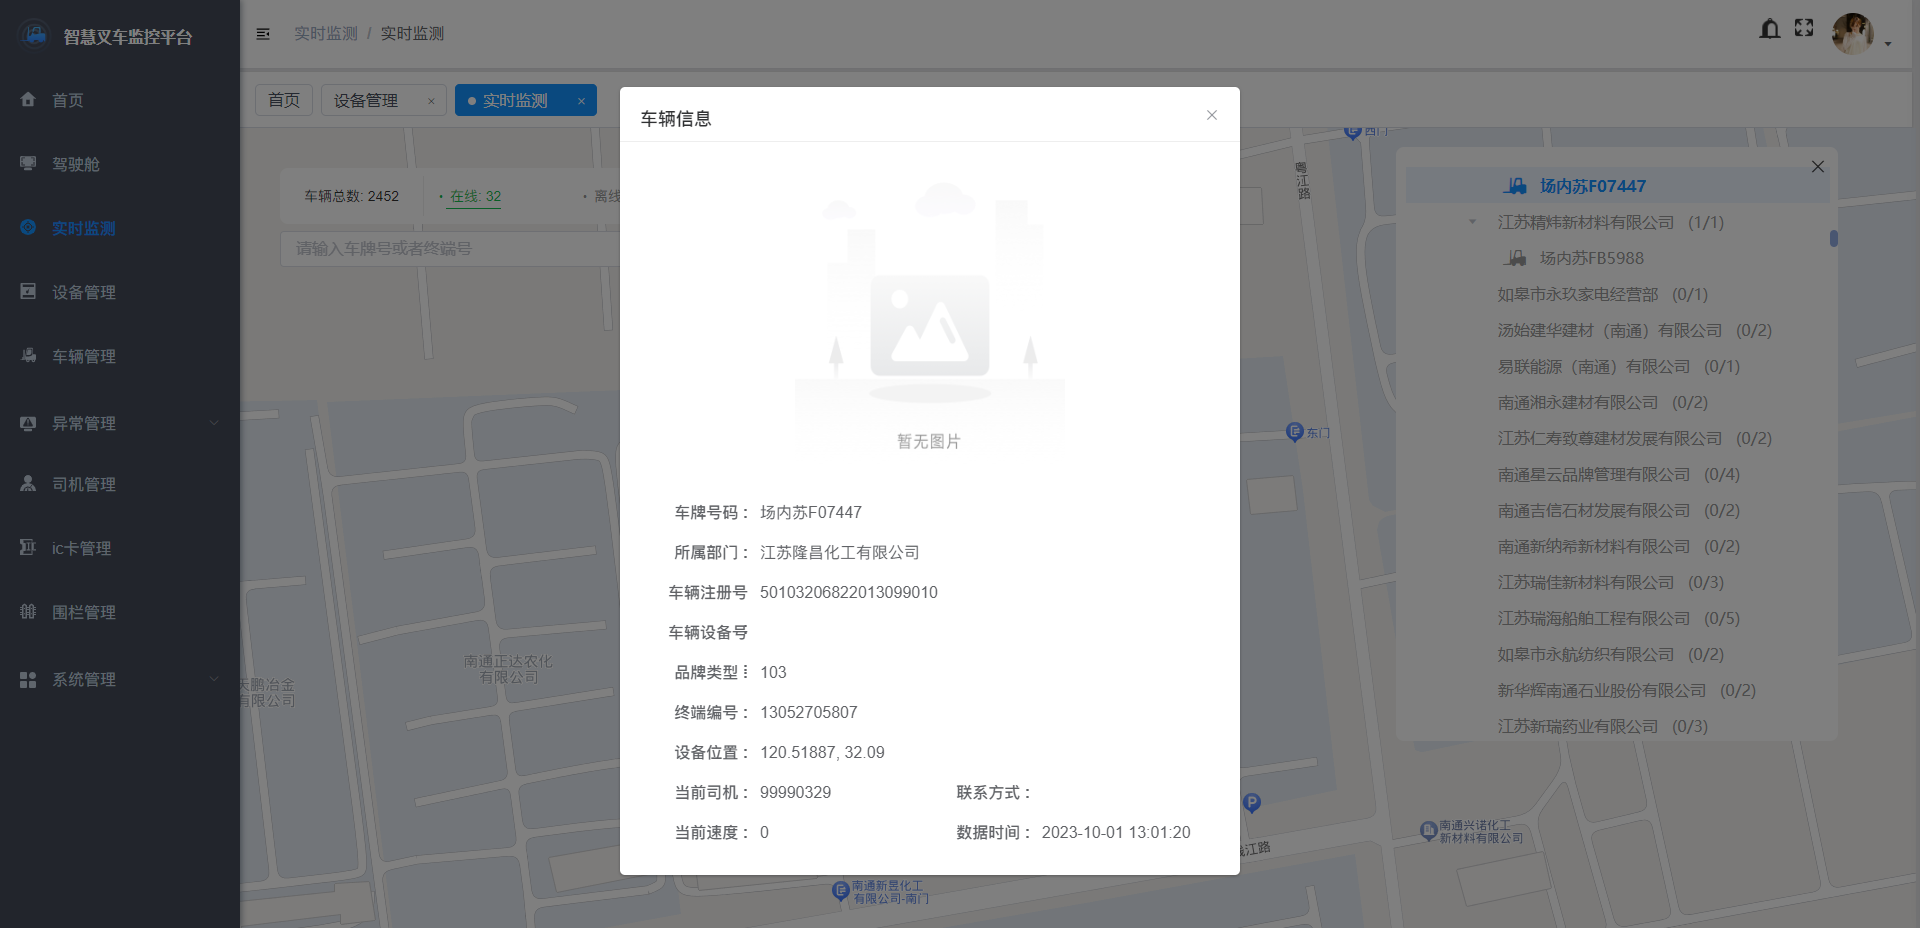 智慧叉车监控平台
首页
驾驶舱
实时监测
设备管理
车辆管理
异常管理
司机管理
ic卡管理
围栏管理
系统管理
实时监测 / 实时监测
首页
设备管理 ×
实时监测 ×
车辆总数: 2452
在线: 32
离线
请输入车牌号或者终端号
车辆信息
暂无图片
车牌号码： 场内苏F07447
所属部门： 江苏隆昌化工有限公司
车辆注册号 50103206822013099010
车辆设备号
品牌类型： 103
终端编号： 13052705807
设备位置： 120.51887, 32.09
当前司机： 99990329
联系方式：
当前速度： 0
数据时间： 2023-10-01 13:01:20
场内苏F07447
江苏精炜新材料有限公司 (1/1)
场内苏FB5988
如皋市永玖家电经营部 (0/1)
汤始建华建材（南通）有限公司 (0/2)
易联能源（南通）有限公司 (0/1)
南通湘永建材有限公司 (0/2)
江苏仁寿致尊建材发展有限公司 (0/2)
南通星云品牌管理有限公司 (0/4)
南通吉信石材发展有限公司 (0/2)
南通新纳希新材料有限公司 (0/2)
江苏瑞佳新材料有限公司 (0/3)
江苏瑞海船舶工程有限公司 (0/5)
如皋市永航纺织有限公司 (0/2)
新华辉南通石业股份有限公司 (0/2)
江苏新瑞药业有限公司 (0/3)
西门
粤江路
东门
南通正达农化
有限公司
天鹏冶金
有限公司
P
南通兴诺化工
新材料有限公司
江路
南通新昱化工
有限公司-南门